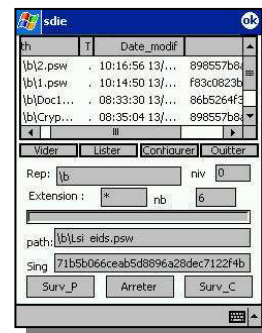 sdie ok
th T Date_modif
\b\2.psw . 10:16:56 13/... 898557b8
\b\1.psw . 10:14:50 13/... f83c0823b
\b\Doc1... . 08:33:30 13/... 86b5264f3
\b\Cryp... . 08:35:04 13/... 898557b8
Vider Lister Configurer Quitter
Rep: \b niv 0
Extension : * nb 6
path: \b\Lsi eids.psw
Sing 71b5b066ceab5d8896a28dec7122f4b
Surv_P Arreter Surv_C